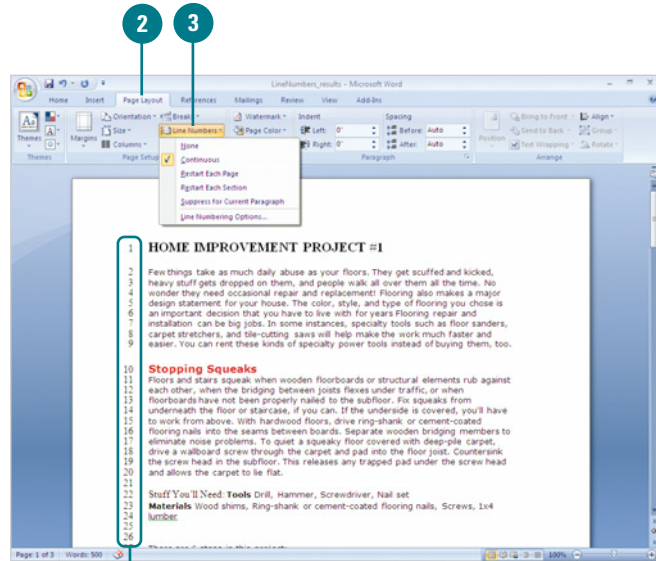 2 3
LineNumbers_results - Microsoft Word
Home Insert Page Layout References Mailings Review View Add-Ins
Themes Margins Orientation Breaks Watermark Indent Spacing Bring to Front Align
Size Line Numbers Page Color Left: 0" Before: Auto Position Send to Back Group
Columns Right: 0" After: Auto Text Wrapping Rotate
Themes Page Setup Paragraph Arrange
None
Continuous
Restart Each Page
Restart Each Section
Suppress for Current Paragraph
Line Numbering Options...
1 HOME IMPROVEMENT PROJECT #1
2 Few things take as much daily abuse as your floors. They get scuffed and kicked,
3 heavy stuff gets dropped on them, and people walk all over them all the time. No
4 wonder they need occasional repair and replacement! Flooring also makes a major
5 design statement for your house. The color, style, and type of flooring you chose is
6 an important decision that you have to live with for years Flooring repair and
7 installation can be big jobs. In some instances, specialty tools such as floor sanders,
8 carpet stretchers, and tile-cutting saws will help make the work much faster and
9 easier. You can rent these kinds of specialty power tools instead of buying them, too.
10 Stopping Squeaks
11 Floors and stairs squeak when wooden floorboards or structural elements rub against
12 each other, when the bridging between joists flexes under traffic, or when
13 floorboards have not been properly nailed to the subfloor. Fix squeaks from
14 underneath the floor or staircase, if you can. If the underside is covered, you'll have
15 to work from above. With hardwood floors, drive ring-shank or cement-coated
16 flooring nails into the seams between boards. Separate wooden bridging members to
17 eliminate noise problems. To quiet a squeaky floor covered with deep-pile carpet,
18 drive a wallboard screw through the carpet and pad into the floor joist. Countersink
19 the screw head in the subfloor. This releases any trapped pad under the screw head
20 and allows the carpet to lie flat.
21
22 Stuff You'll Need: Tools Drill, Hammer, Screwdriver, Nail set
23 Materials Wood shims, Ring-shank or cement-coated flooring nails, Screws, 1x4
24 lumber
25
26
There are 6 steps in this project:
Page: 1 of 3 Words: 500 100%